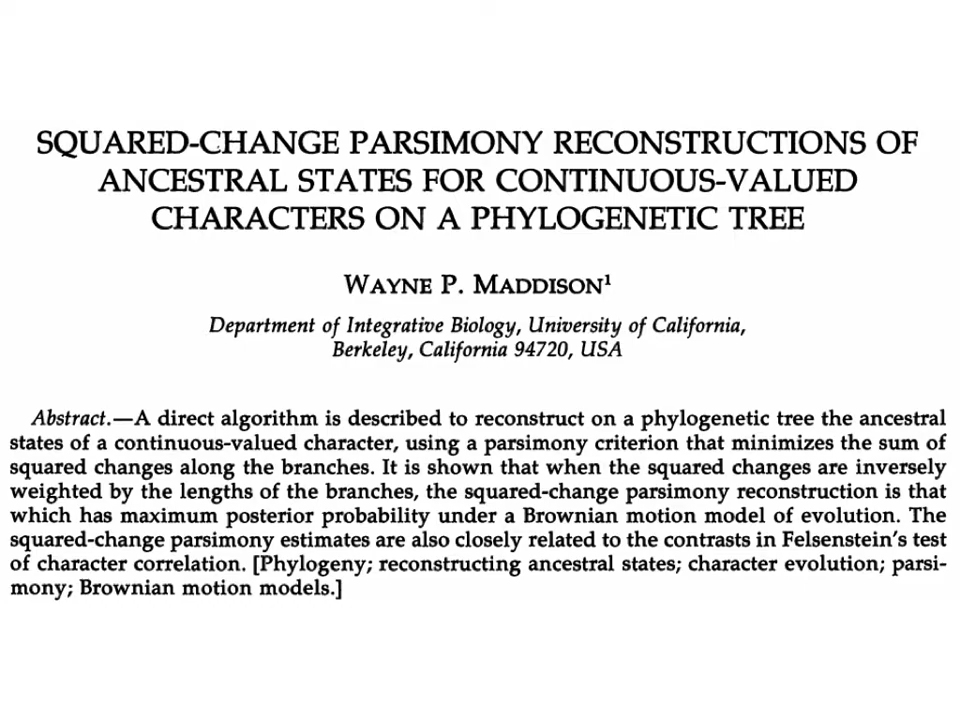 SQUARED-CHANGE PARSIMONY RECONSTRUCTIONS OF
ANCESTRAL STATES FOR CONTINUOUS-VALUED
CHARACTERS ON A PHYLOGENETIC TREE
WAYNE P. MADDISON¹
Department of Integrative Biology, University of California,
Berkeley, California 94720, USA
Abstract.—A direct algorithm is described to reconstruct on a phylogenetic tree the ancestral
states of a continuous-valued character, using a parsimony criterion that minimizes the sum of
squared changes along the branches. It is shown that when the squared changes are inversely
weighted by the lengths of the branches, the squared-change parsimony reconstruction is that
which has maximum posterior probability under a Brownian motion model of evolution. The
squared-change parsimony estimates are also closely related to the contrasts in Felsenstein's test
of character correlation. [Phylogeny; reconstructing ancestral states; character evolution; parsi-
mony; Brownian motion models.]